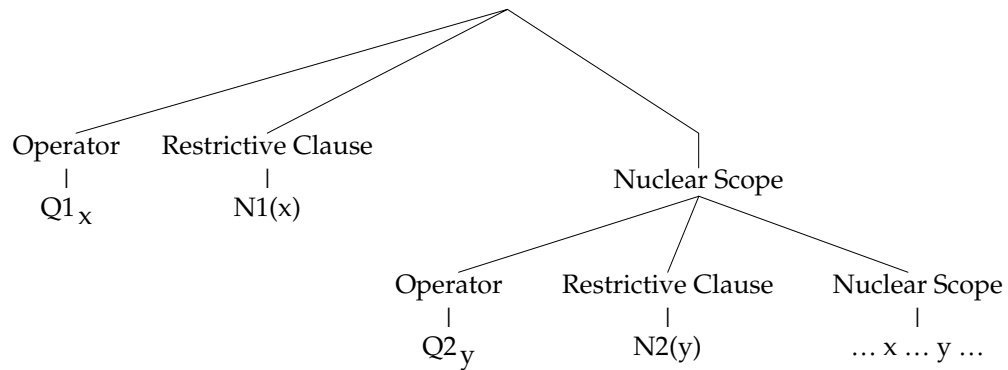 Operator Restrictive Clause
Nuclear Scope
Q1x N1(x)
Operator Restrictive Clause Nuclear Scope
Q2y N2(y) … x … y …